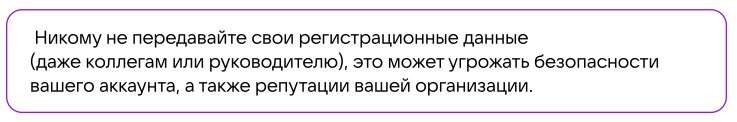 Никому не передавайте свои регистрационные данные
(даже коллегам или руководителю), это может угрожать безопасности
вашего аккаунта, а также репутации вашей организации.